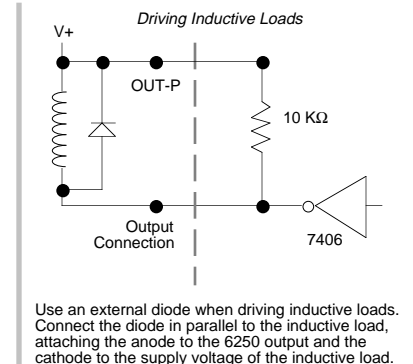 Driving Inductive Loads
V+
OUT-P
10 KΩ
Output
Connection
7406
Use an external diode when driving inductive loads.
Connect the diode in parallel to the inductive load,
attaching the anode to the 6250 output and the
cathode to the supply voltage of the inductive load.